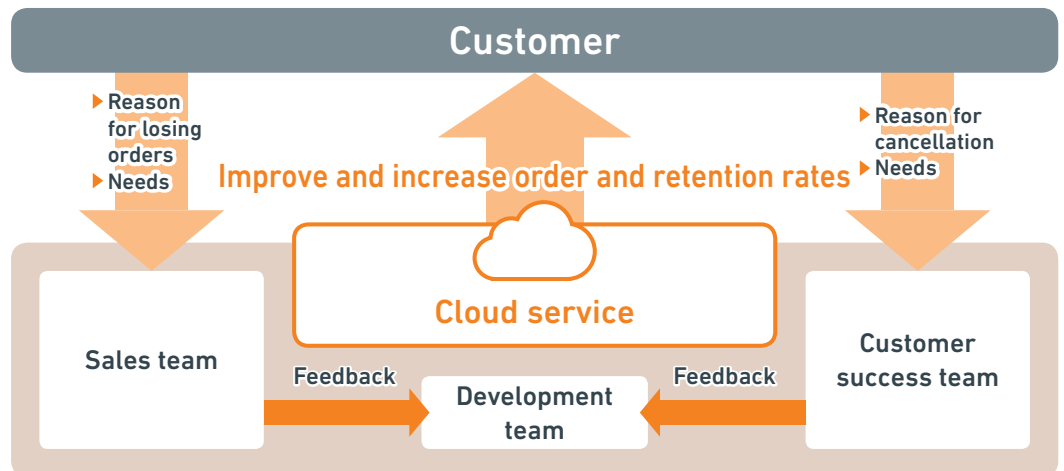 Customer
▶ Reason
for losing
orders
▶ Needs
▶ Reason for
cancellation
▶ Needs
Improve and increase order and retention rates
Cloud service
Sales team
Customer
success team
Feedback
Feedback
Development
team